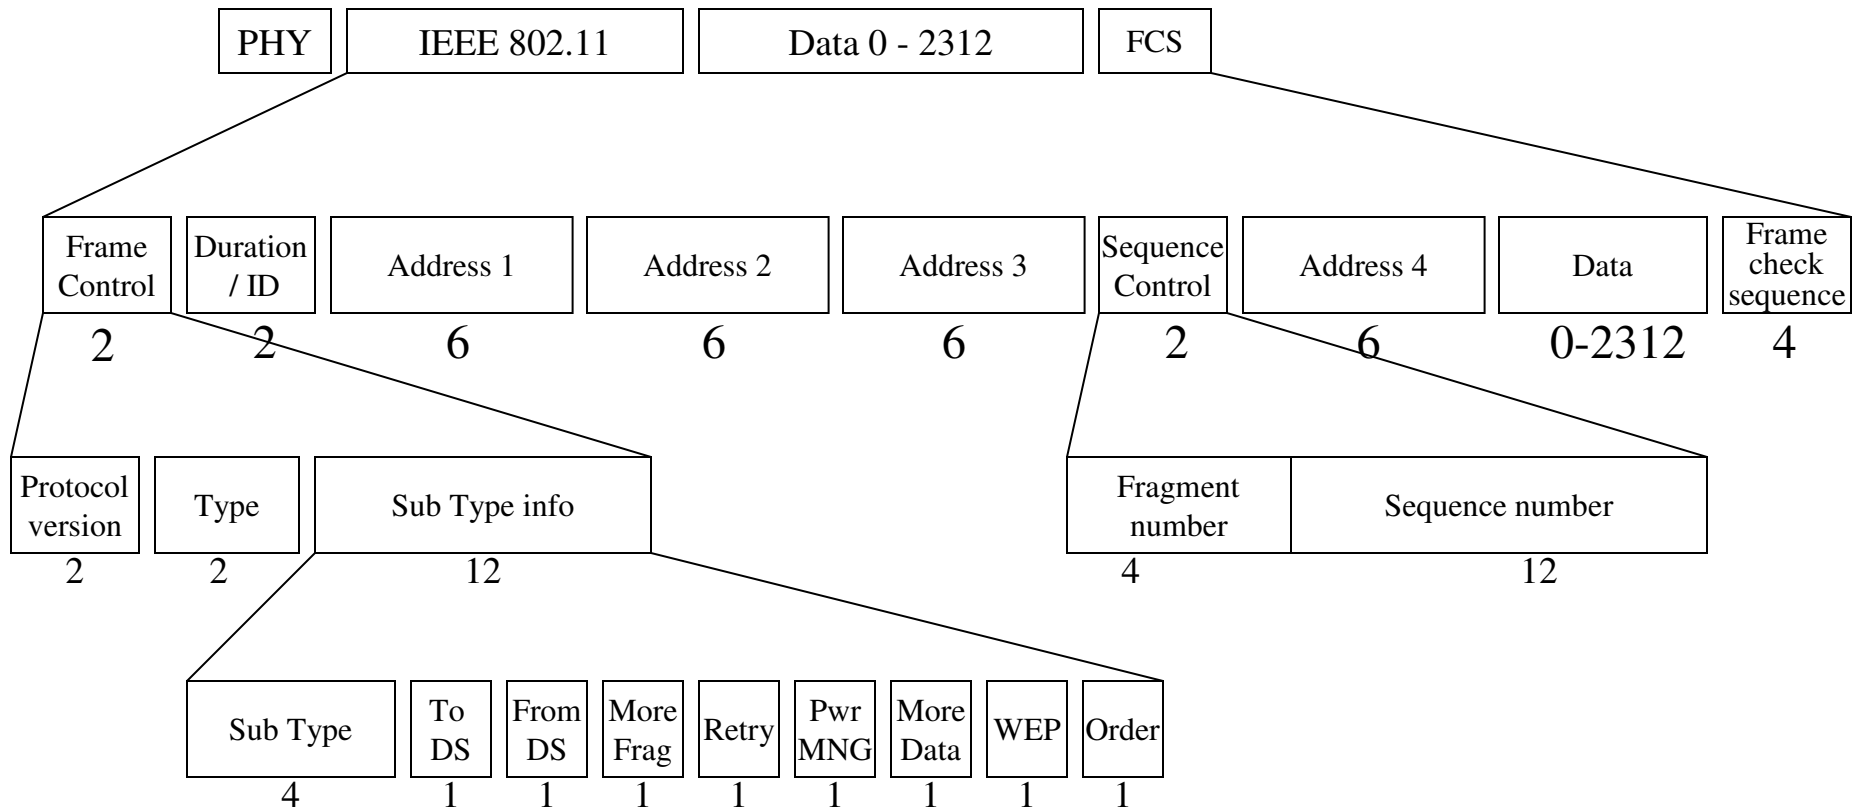 PHY IEEE 802.11 Data 0 - 2312 FCS
Frame Control
Duration / ID
Address 1
Address 2
Address 3
Sequence Control
Address 4
Data
Frame check sequence
2 2 6 6 6 2 6 0-2312 4
Protocol version
Type
Sub Type info
Fragment number
Sequence number
2 2 12 4 12
Sub Type
To DS
From DS
More Frag
Retry
Pwr MNG
More Data
WEP
Order
4 1 1 1 1 1 1 1 1